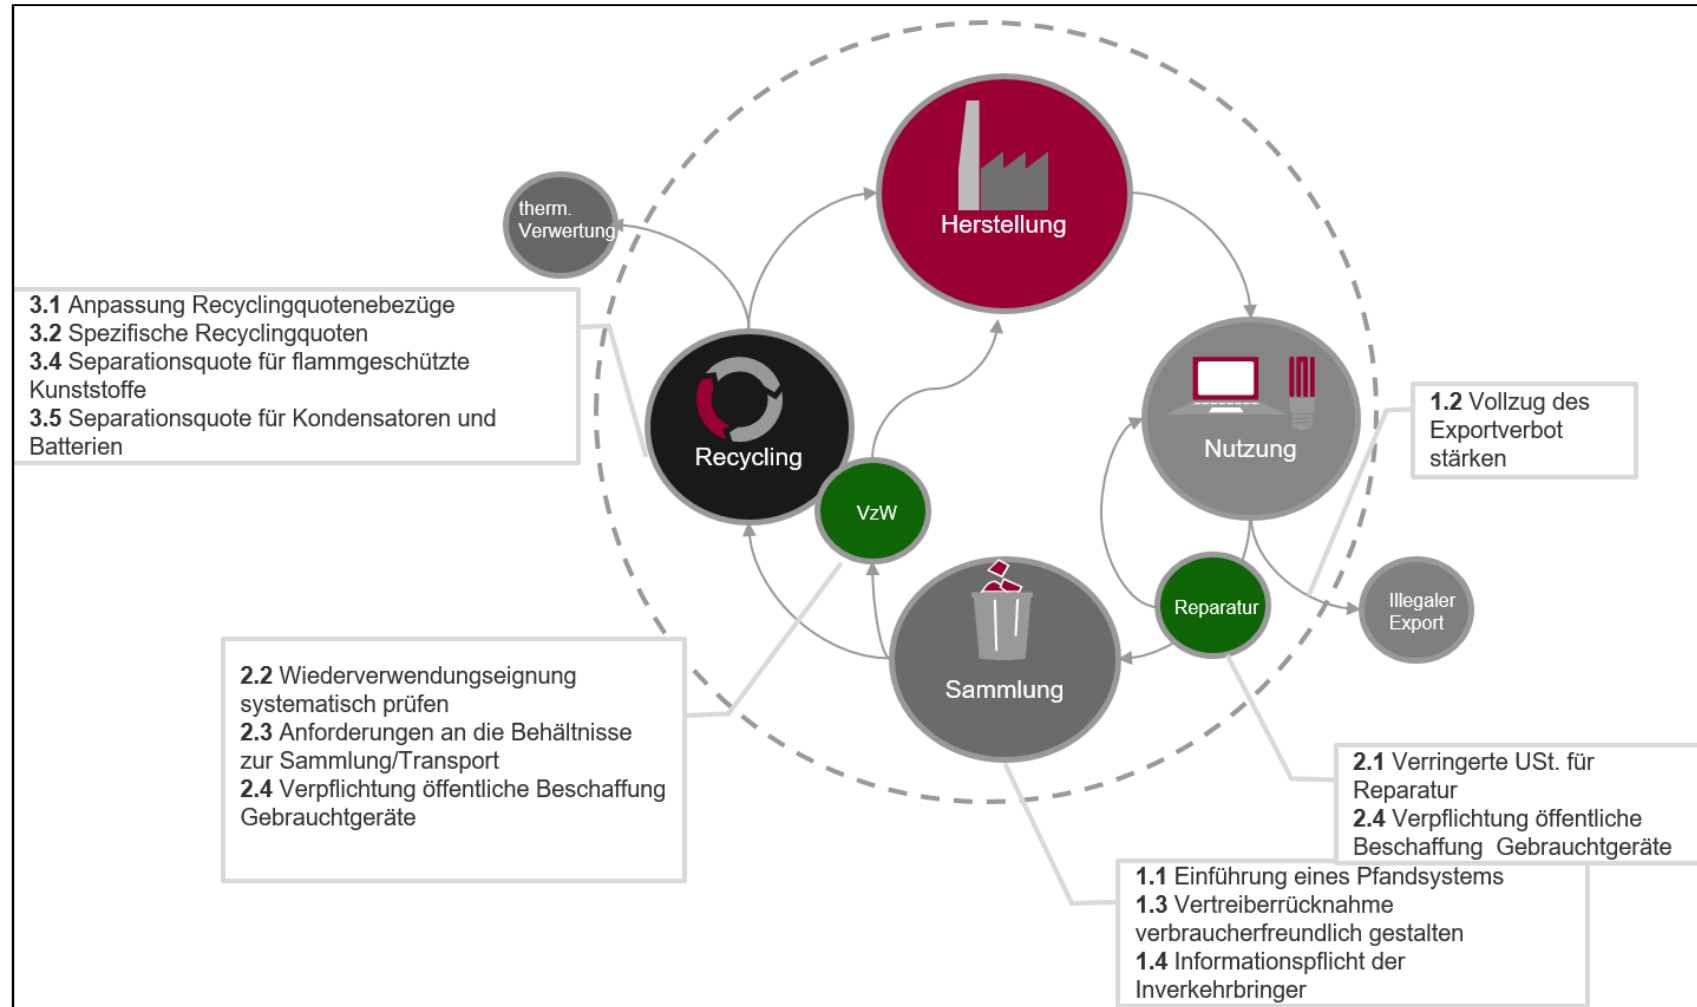 Herstellung
therm.
Verwertung
3.1 Anpassung Recyclingquotenebezüge
3.2 Spezifische Recyclingquoten
3.4 Separationsquote für flammgeschützte
Kunststoffe
3.5 Separationsquote für Kondensatoren und
Batterien
Recycling
Nutzung
1.2 Vollzug des
Exportverbot
stärken
VzW
Reparatur
Illegaler
Export
Sammlung
2.2 Wiederverwendungseignung
systematisch prüfen
2.3 Anforderungen an die Behältnisse
zur Sammlung/Transport
2.4 Verpflichtung öffentliche Beschaffung
Gebrauchtgeräte
2.1 Verringerte USt. für
Reparatur
2.4 Verpflichtung öffentliche
Beschaffung  Gebrauchtgeräte
1.1 Einführung eines Pfandsystems
1.3 Vertreiberrücknahme
verbraucherfreundlich gestalten
1.4 Informationspflicht der
Inverkehrbringer